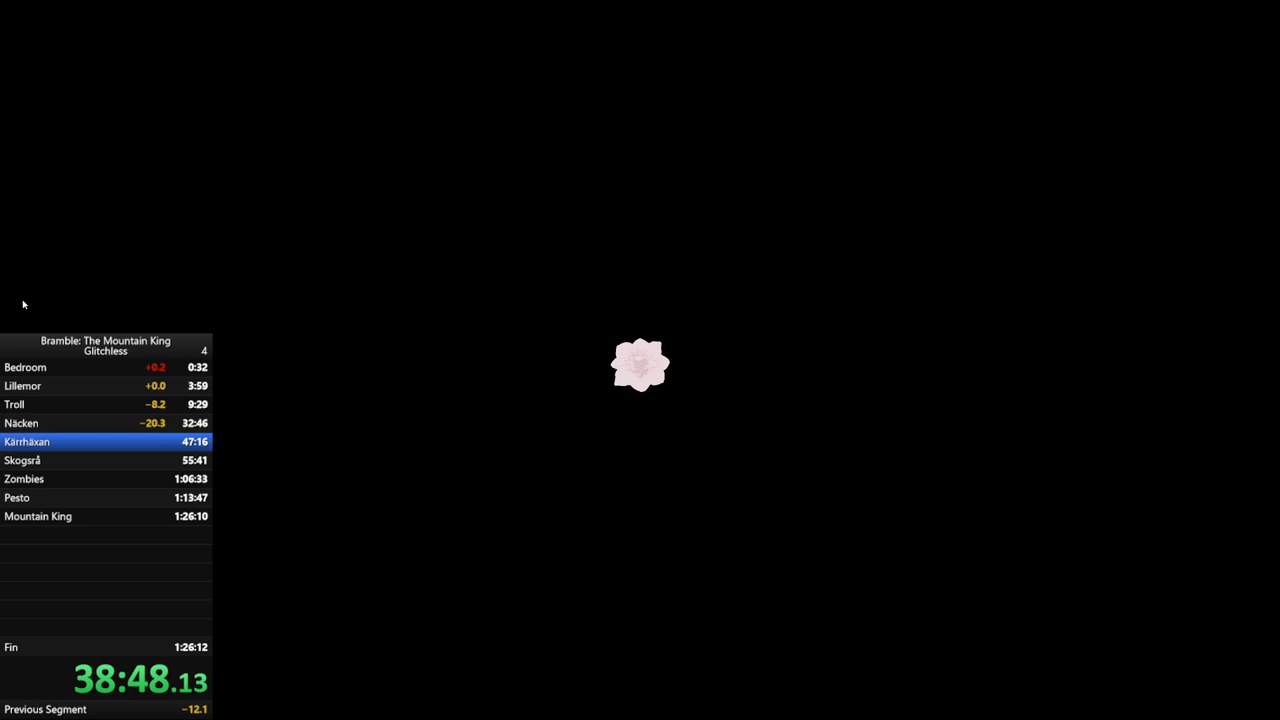 Bramble: The Mountain King
Glitchless 4
Bedroom +0.2 0:32
Lillemor +0.0 3:59
Troll −8.2 9:29
Näcken −20.3 32:46
Kärrhäxan 47:16
Skogsrå 55:41
Zombies 1:06:33
Pesto 1:13:47
Mountain King 1:26:10
Fin 1:26:12
38:48.13
Previous Segment −12.1